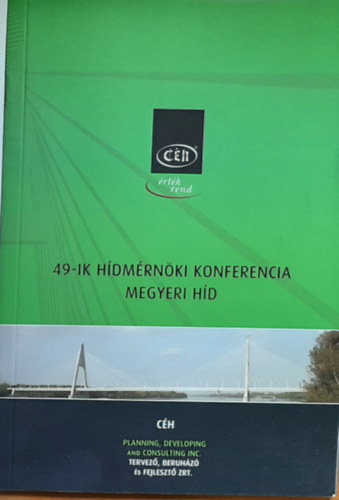 CÉH
érték
rend
49-IK HÍDMÉRNÖKI KONFERENCIA
MEGYERI HÍD
CÉH
PLANNING, DEVELOPING
AND CONSULTING INC.
TERVEZŐ, BERUHÁZÓ
ÉS FEJLESZTŐ ZRT.